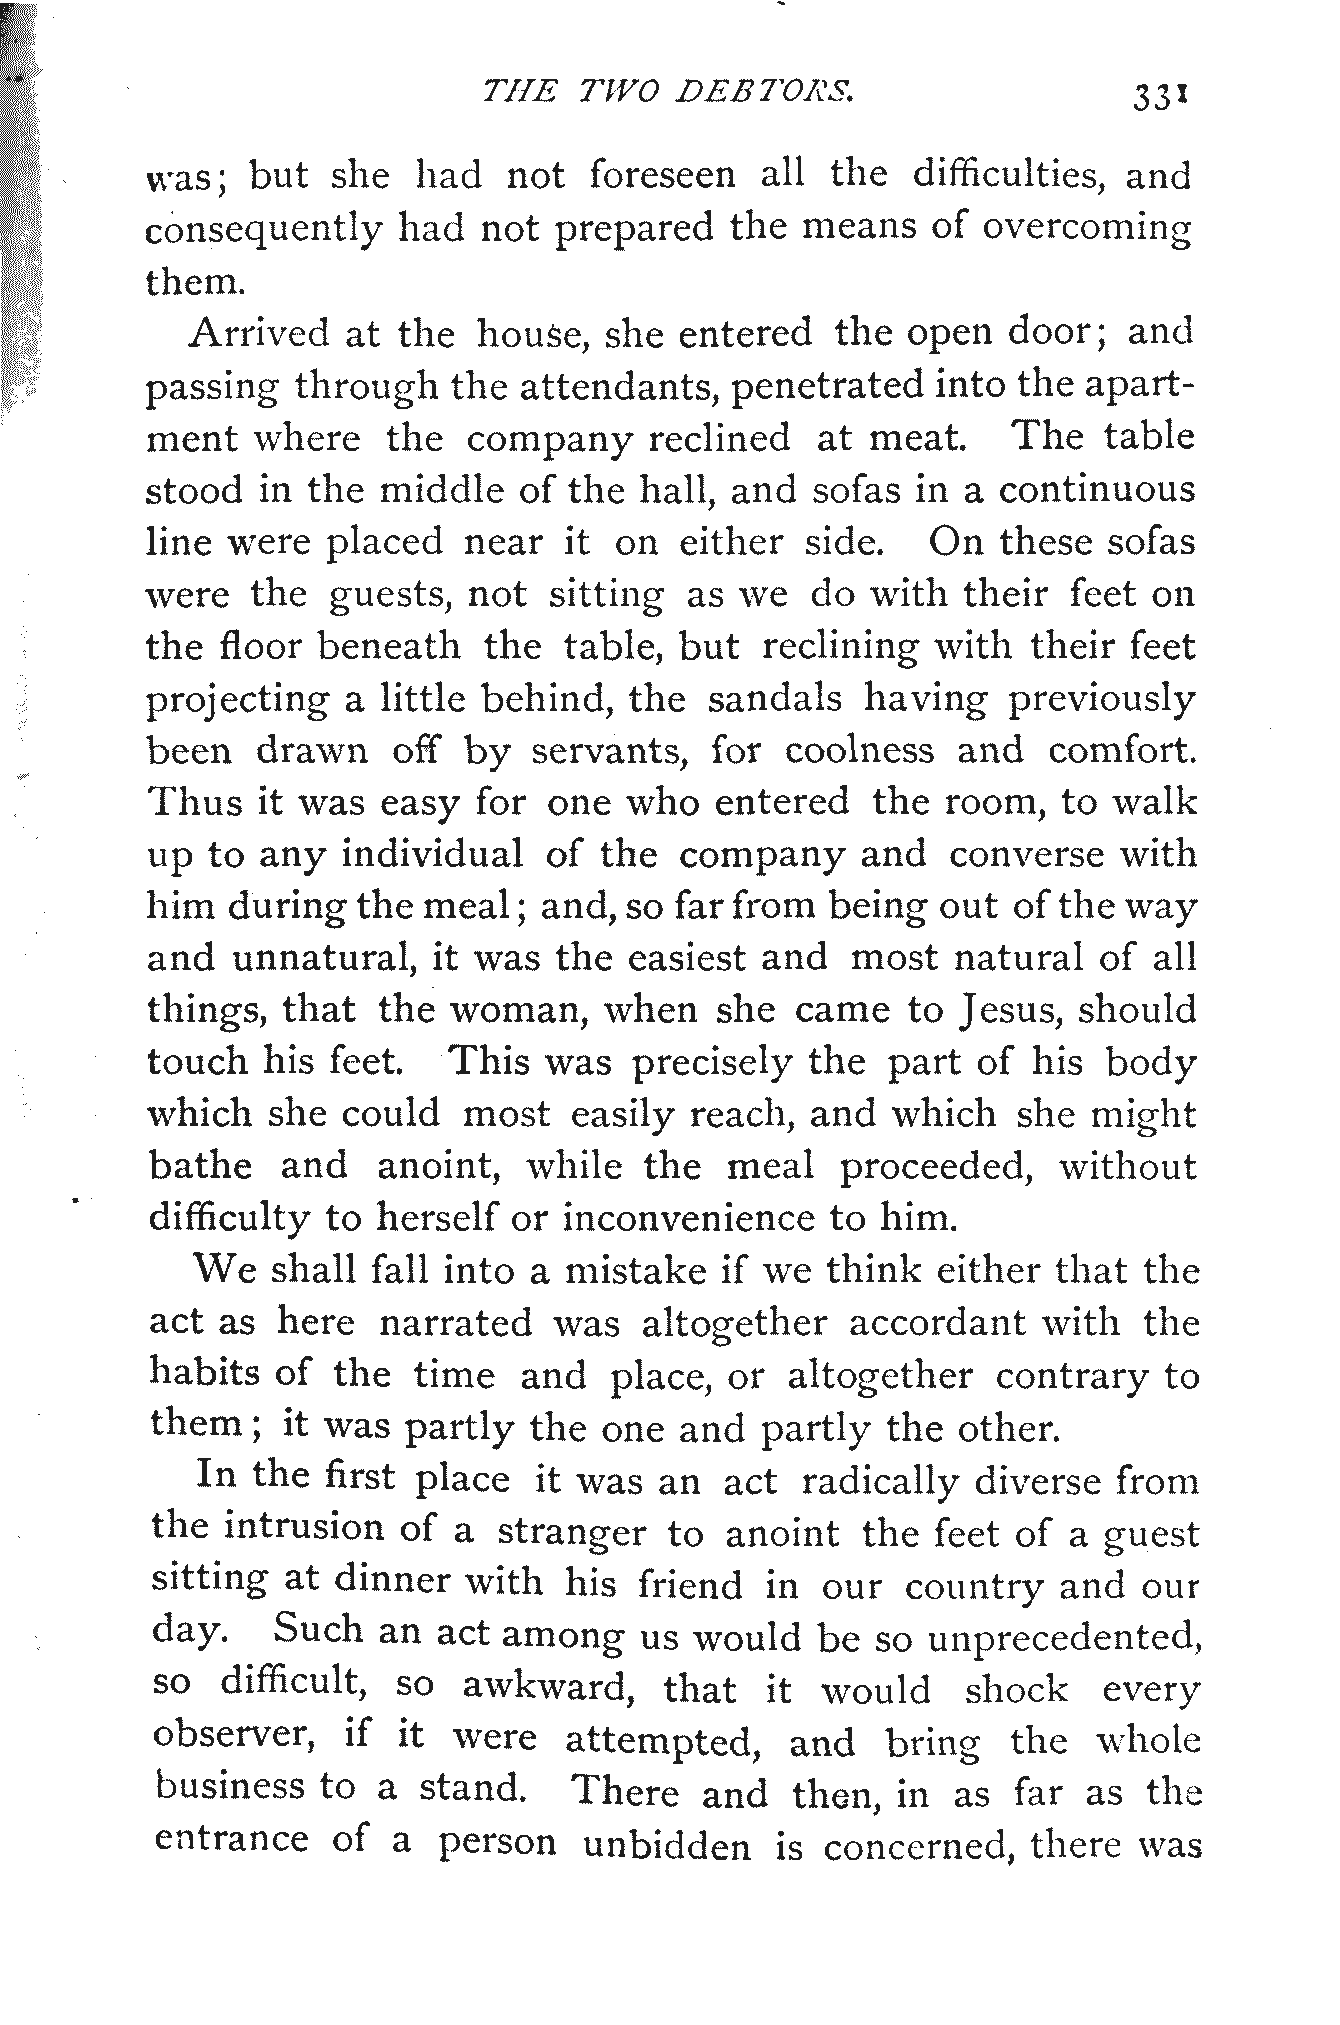 THE TWO DEBTORS. 331
was; but she had not foreseen all the difficulties, and
consequently had not prepared the means of overcoming
them.
Arrived at the house, she entered the open door; and
passing through the attendants, penetrated into the apart-
ment where the company reclined at meat. The table
stood in the middle of the hall, and sofas in a continuous
line were placed near it on either side. On these sofas
were the guests, not sitting as we do with their feet on
the floor beneath the table, but reclining with their feet
projecting a little behind, the sandals having previously
been drawn off by servants, for coolness and comfort.
Thus it was easy for one who entered the room, to walk
up to any individual of the company and converse with
him during the meal; and, so far from being out of the way
and unnatural, it was the easiest and most natural of all
things, that the woman, when she came to Jesus, should
touch his feet. This was precisely the part of his body
which she could most easily reach, and which she might
bathe and anoint, while the meal proceeded, without
difficulty to herself or inconvenience to him.
We shall fall into a mistake if we think either that the
act as here narrated was altogether accordant with the
habits of the time and place, or altogether contrary to
them; it was partly the one and partly the other.
In the first place it was an act radically diverse from
the intrusion of a stranger to anoint the feet of a guest
sitting at dinner with his friend in our country and our
day. Such an act among us would be so unprecedented,
so difficult, so awkward, that it would shock every
observer, if it were attempted, and bring the whole
business to a stand. There and then, in as far as the
entrance of a person unbidden is concerned, there was